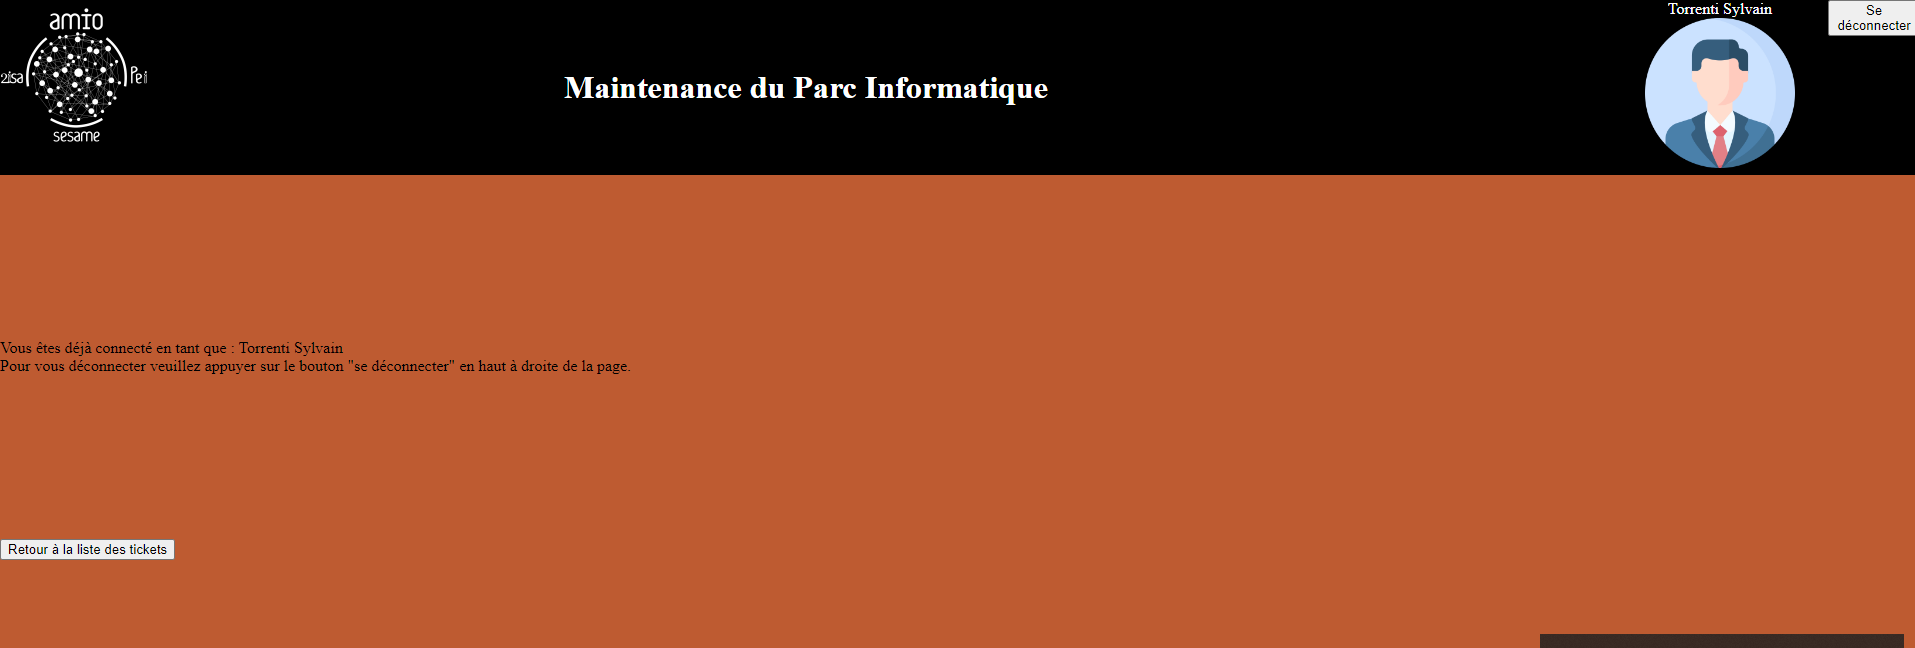 amio
2isa
Pei
sesame
Maintenance du Parc Informatique
Torrenti Sylvain
Se
déconnecter
Vous êtes déjà connecté en tant que : Torrenti Sylvain
Pour vous déconnecter veuillez appuyer sur le bouton "se déconnecter" en haut à droite de la page.
Retour à la liste des tickets